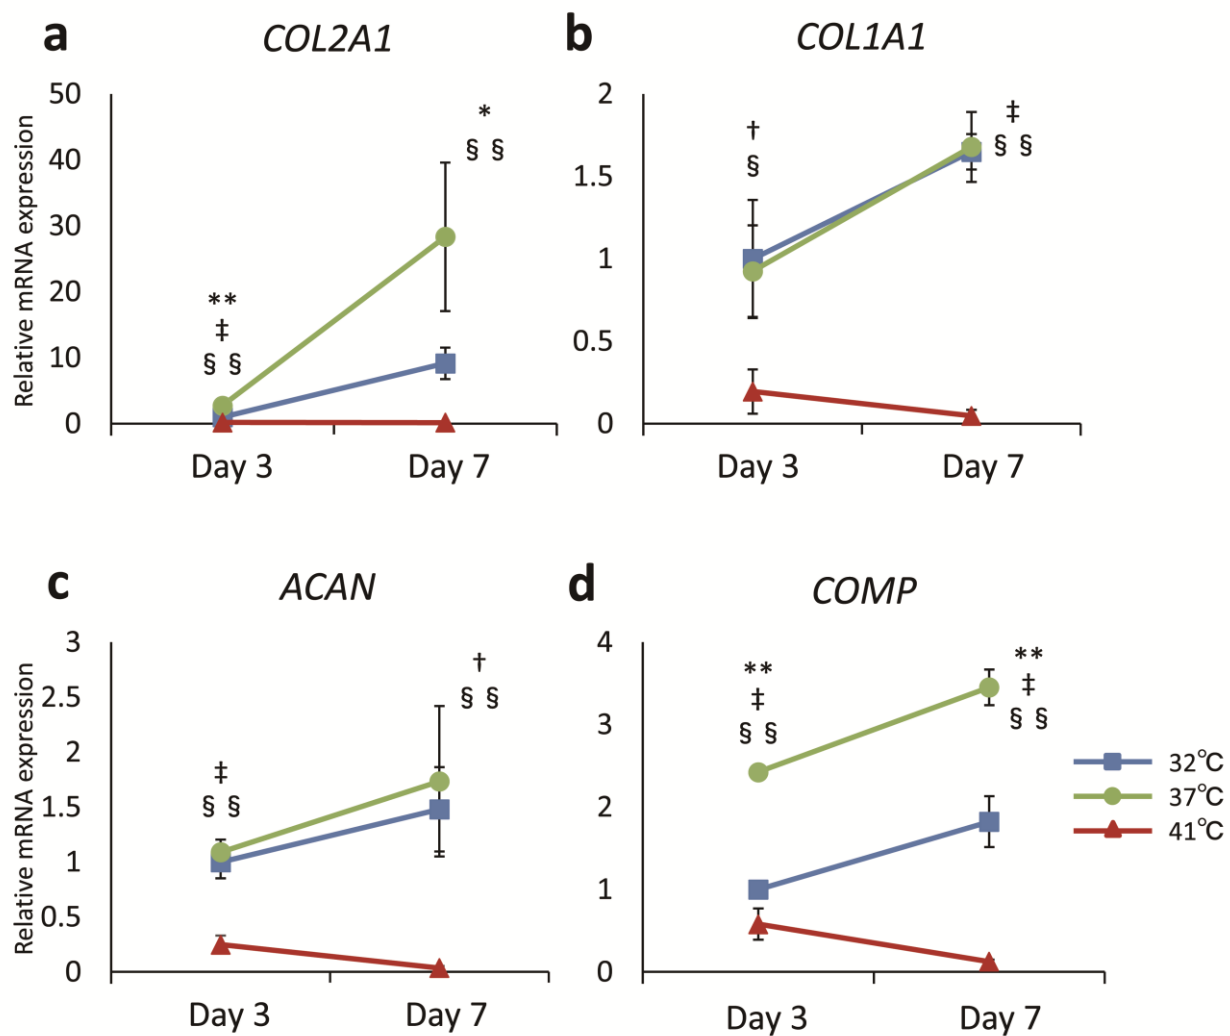 a
COL2A1
Relative mRNA expression
50
40
30
20
10
0
**
‡
§ §
*
§ §
Day 3
Day 7
b
COL1A1
2
1.5
1
0.5
0
†
§
‡
§ §
Day 3
Day 7
c
ACAN
Relative mRNA expression
3
2.5
2
1.5
1
0.5
0
‡
§ §
†
§ §
Day 3
Day 7
d
COMP
4
3
2
1
0
**
‡
§ §
**
‡
§ §
Day 3
Day 7
32℃
37℃
41℃